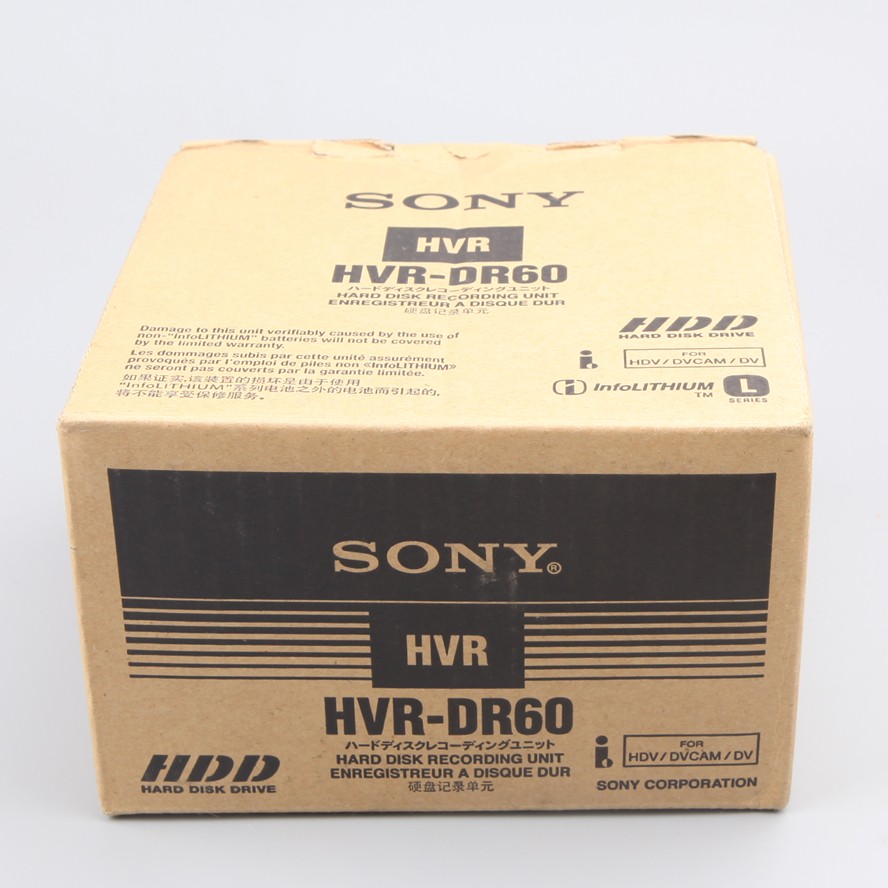 SONY
HVR
HVR-DR60
ハードディスクレコーディングユニット
HARD DISK RECORDING UNIT
ENREGISTREUR A DISQUE DUR
硬盘记录单元
Damage to this unit verifiably caused by the use of
non-"InfoLITHIUM" batteries will not be covered
by the limited warranty.
Les dommages subis par cette unité assurément
provoqués par l'emploi de piles non «InfoLITHIUM»
ne seront pas couverts par la garantie limitée.
如果证实,该装置的损坏是由于使用
"InfoLITHIUM"系列电池之外的电池而引起的,
将不能享受保修服务。
HDD
HARD DISK DRIVE
i
FOR
HDV/DVCAM/DV
i InfoLITHIUM TM
L
SERIES
SONY®
HVR
HVR-DR60
ハードディスクレコーディングユニット
HARD DISK RECORDING UNIT
ENREGISTREUR A DISQUE DUR
硬盘记录单元
HDD
HARD DISK DRIVE
i
FOR
HDV/DVCAM/DV
SONY CORPORATION